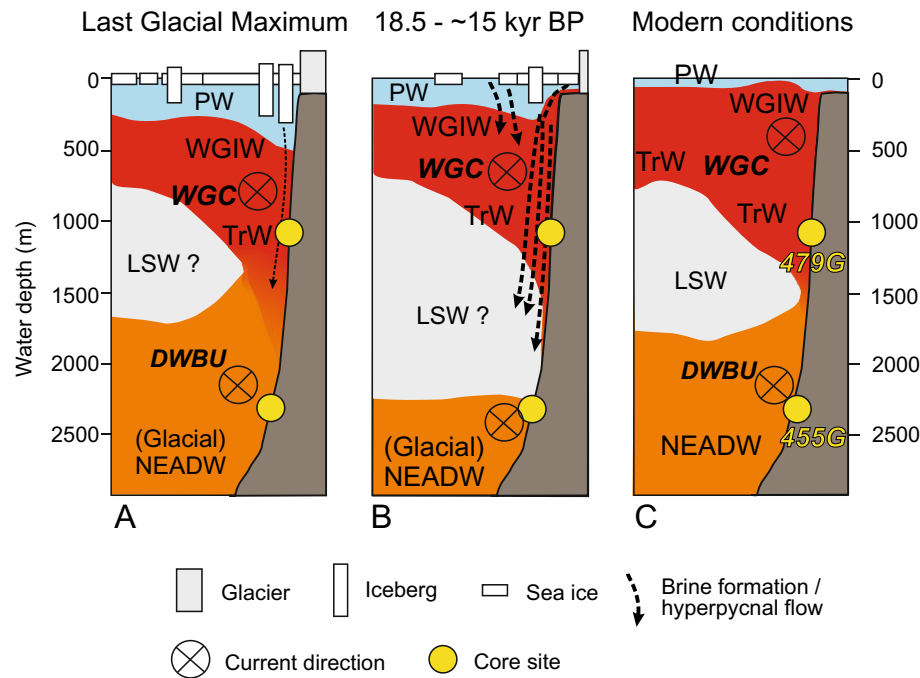 Last Glacial Maximum
18.5 - ~15 kyr BP
Modern conditions
Water depth (m)
0
500
1000
1500
2000
2500
PW
WGIW
WGC
TrW
LSW ?
DWBU
(Glacial)
NEADW
A
PW
WGIW
WGC
TrW
LSW ?
(Glacial)
NEADW
B
PW
WGIW
WGC
TrW
TrW
479G
LSW
DWBU
455G
NEADW
C
0
500
1000
1500
2000
2500
Glacier
Iceberg
Sea ice
Brine formation /
hyperpycnal flow
Current direction
Core site